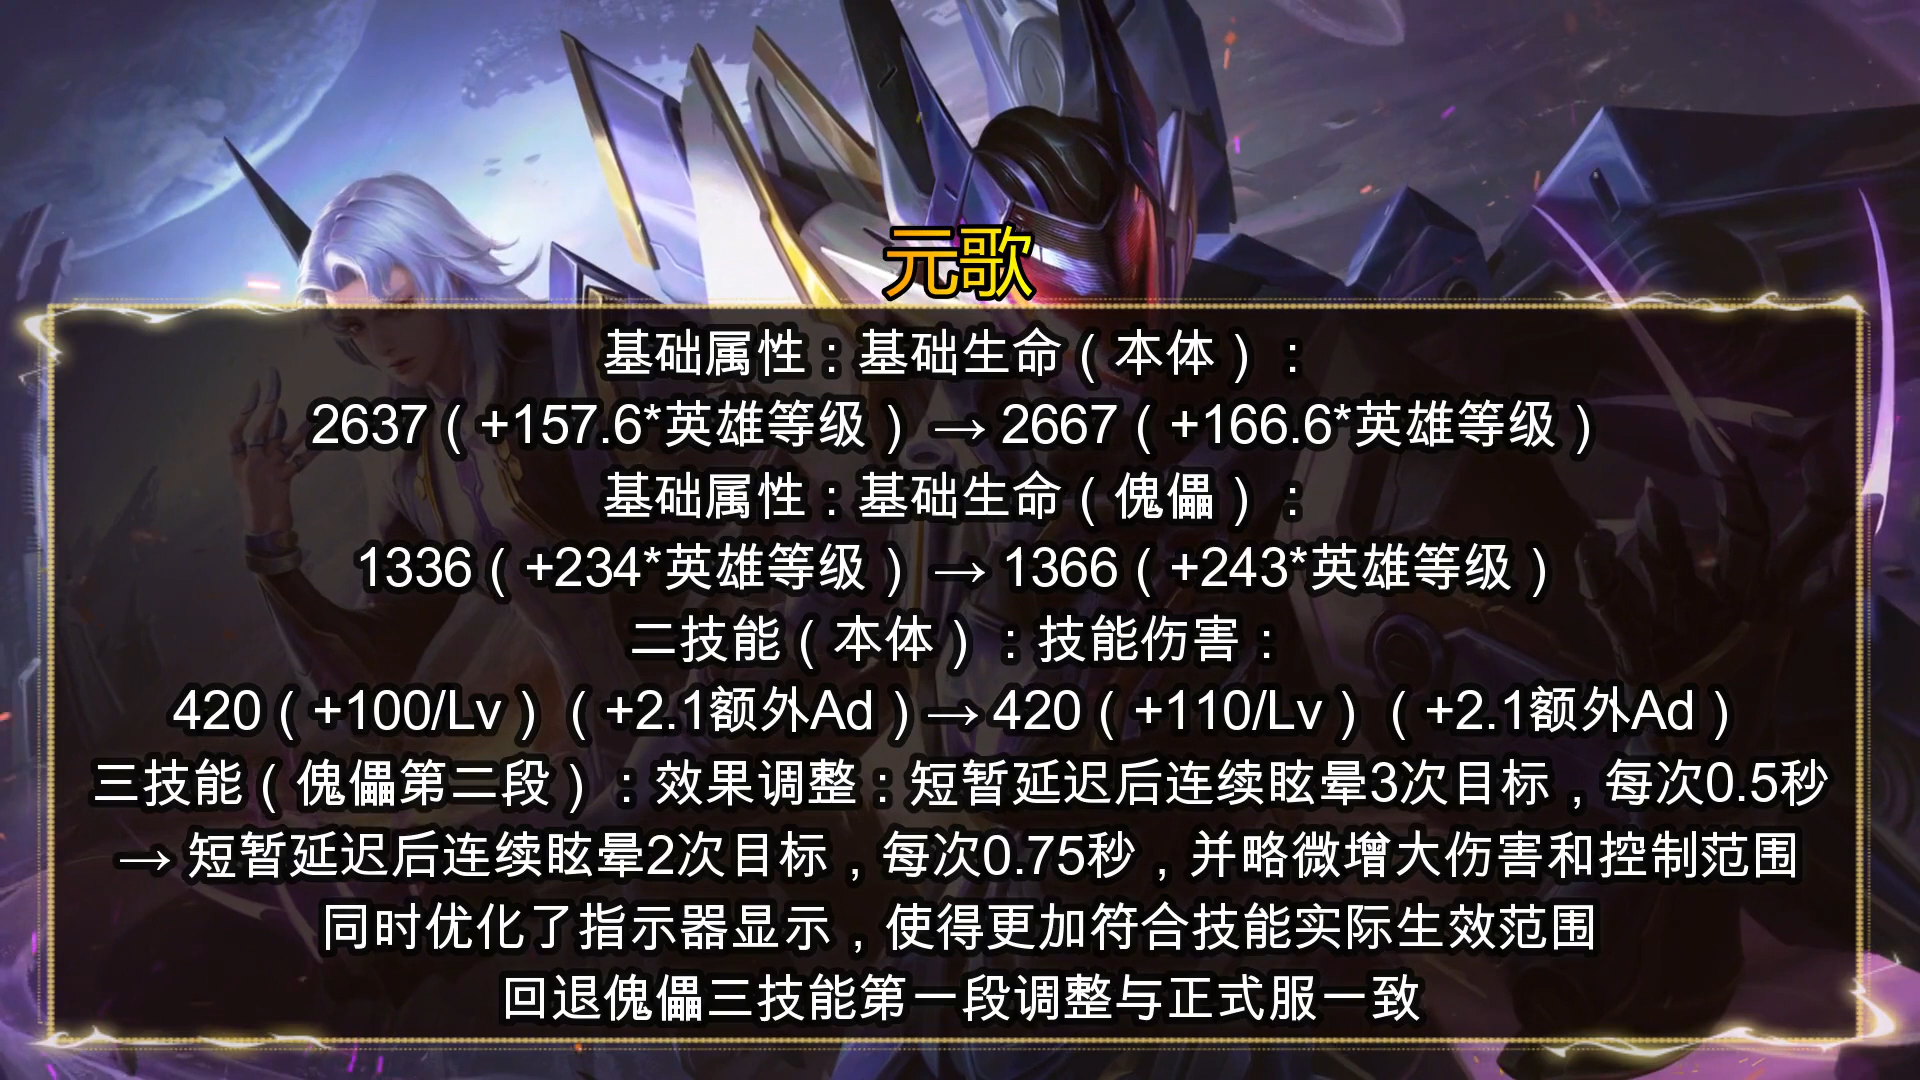 元歌
基础属性：基础生命（本体）：
2637（+157.6*英雄等级）→ 2667（+166.6*英雄等级）
基础属性：基础生命（傀儡）：
1336（+234*英雄等级）→ 1366（+243*英雄等级）
二技能（本体）：技能伤害：
420（+100/Lv）（+2.1额外Ad）→ 420（+110/Lv）（+2.1额外Ad）
三技能（傀儡第二段）：效果调整：短暂延迟后连续眩晕3次目标，每次0.5秒
→ 短暂延迟后连续眩晕2次目标，每次0.75秒，并略微增大伤害和控制范围
同时优化了指示器显示，使得更加符合技能实际生效范围
回退傀儡三技能第一段调整与正式服一致